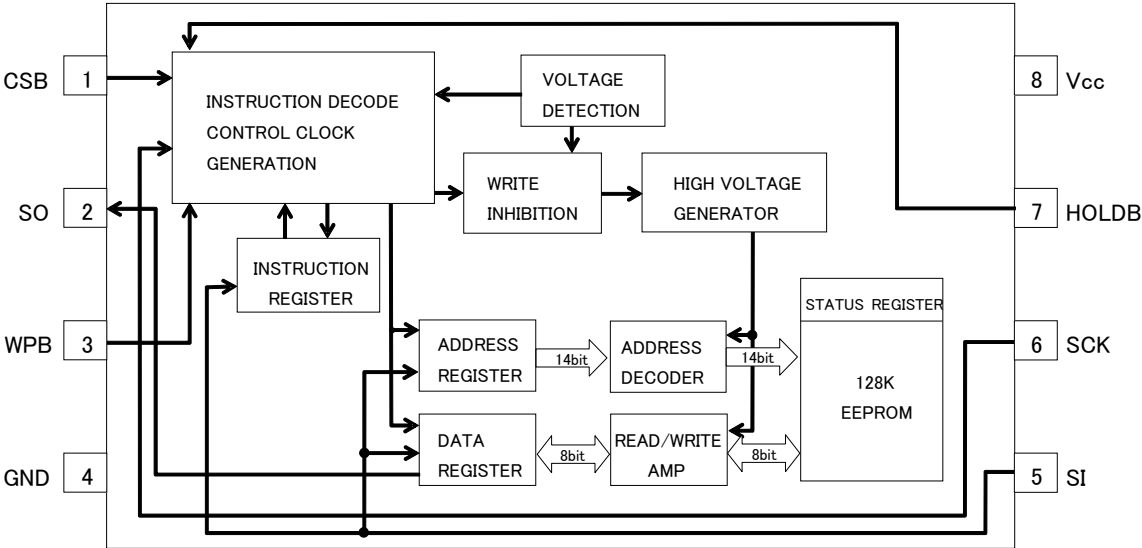 CSB 1
INSTRUCTION DECODE
CONTROL CLOCK
GENERATION
VOLTAGE
DETECTION
8 Vcc
WRITE
INHIBITION
HIGH VOLTAGE
GENERATOR
SO 2
7 HOLDB
INSTRUCTION
REGISTER
STATUS REGISTER
WPB 3
ADDRESS
REGISTER
14bit
ADDRESS
DECODER
14bit
128K
EEPROM
6 SCK
DATA
REGISTER
8bit
READ/WRITE
AMP
8bit
GND 4
5 SI